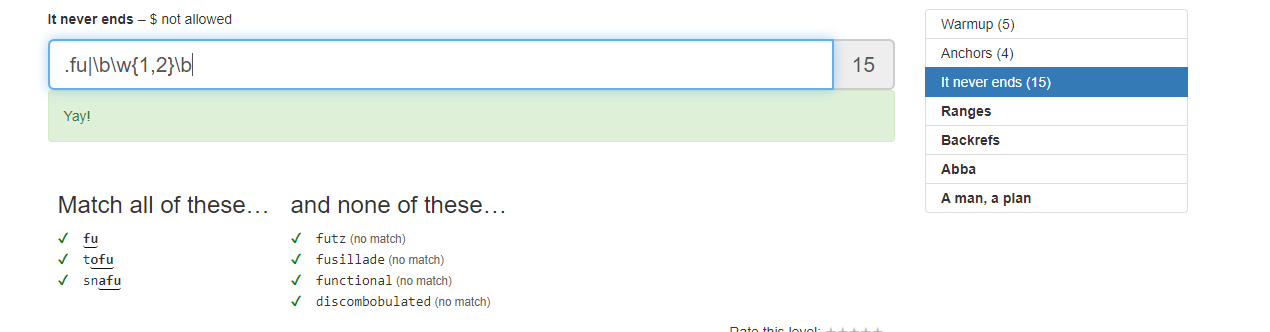 It never ends – $ not allowed
.fu|\b\w{1,2}\b
15
Yay!
Match all of these…
✓ fu
✓ tofu
✓ snafu
and none of these…
✓ futz (no match)
✓ fusillade (no match)
✓ functional (no match)
✓ discombobulated (no match)
Rate this level: ★★★★★
Warmup (5)
Anchors (4)
It never ends (15)
Ranges
Backrefs
Abba
A man, a plan